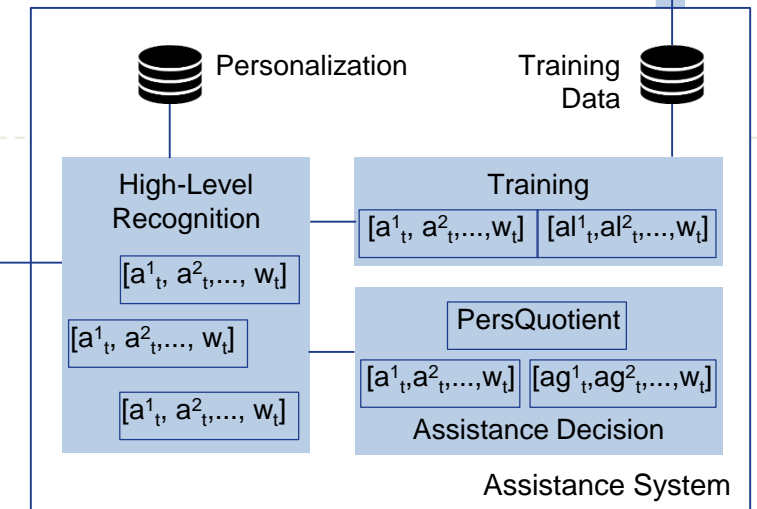 Personalization
Training
Data
High-Level
Recognition
[a¹ₜ, a²ₜ,..., wₜ]
[a¹ₜ, a²ₜ,..., wₜ]
[a¹ₜ, a²ₜ,..., wₜ]
Training
[a¹ₜ, a²ₜ,...,wₜ] [al¹ₜ,al²ₜ,...,wₜ]
PersQuotient
[a¹ₜ,a²ₜ,...,wₜ] [ag¹ₜ,ag²ₜ,...,wₜ]
Assistance Decision
Assistance System